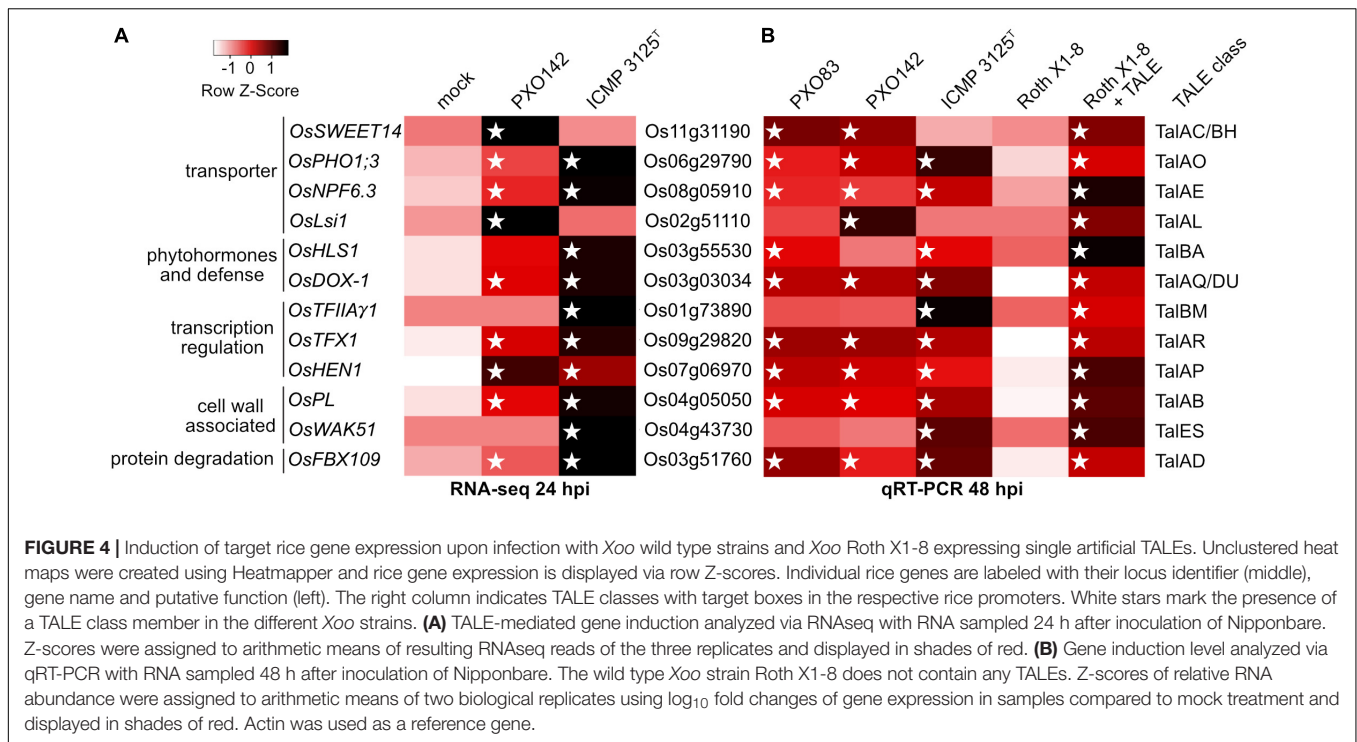 A
B
-1 0 1
Row Z-Score
mock
PXO142
ICMP 3125T
PXO83
PXO142
ICMP 3125T
Roth X1-8
Roth X1-8
+ TALE
TALE class
transporter
OsSWEET14
Os11g31190
TalAC/BH
OsPHO1;3
Os06g29790
TalAO
OsNPF6.3
Os08g05910
TalAE
OsLsi1
Os02g51110
TalAL
phytohormones
and defense
OsHLS1
Os03g55530
TalBA
OsDOX-1
Os03g03034
TalAQ/DU
transcription
regulation
OsTFIIAγ1
Os01g73890
TalBM
OsTFX1
Os09g29820
TalAR
OsHEN1
Os07g06970
TalAP
cell wall
associated
OsPL
Os04g05050
TalAB
OsWAK51
Os04g43730
TalES
protein degradation
OsFBX109
Os03g51760
TalAD
RNA-seq 24 hpi
qRT-PCR 48 hpi
FIGURE 4 | Induction of target rice gene expression upon infection with Xoo wild type strains and Xoo Roth X1-8 expressing single artificial TALEs. Unclustered heat
maps were created using Heatmapper and rice gene expression is displayed via row Z-scores. Individual rice genes are labeled with their locus identifier (middle),
gene name and putative function (left). The right column indicates TALE classes with target boxes in the respective rice promoters. White stars mark the presence of
a TALE class member in the different Xoo strains. (A) TALE-mediated gene induction analyzed via RNAseq with RNA sampled 24 h after inoculation of Nipponbare.
Z-scores were assigned to arithmetic means of resulting RNAseq reads of the three replicates and displayed in shades of red. (B) Gene induction level analyzed via
qRT-PCR with RNA sampled 48 h after inoculation of Nipponbare. The wild type Xoo strain Roth X1-8 does not contain any TALEs. Z-scores of relative RNA
abundance were assigned to arithmetic means of two biological replicates using log10 fold changes of gene expression in samples compared to mock treatment and
displayed in shades of red. Actin was used as a reference gene.